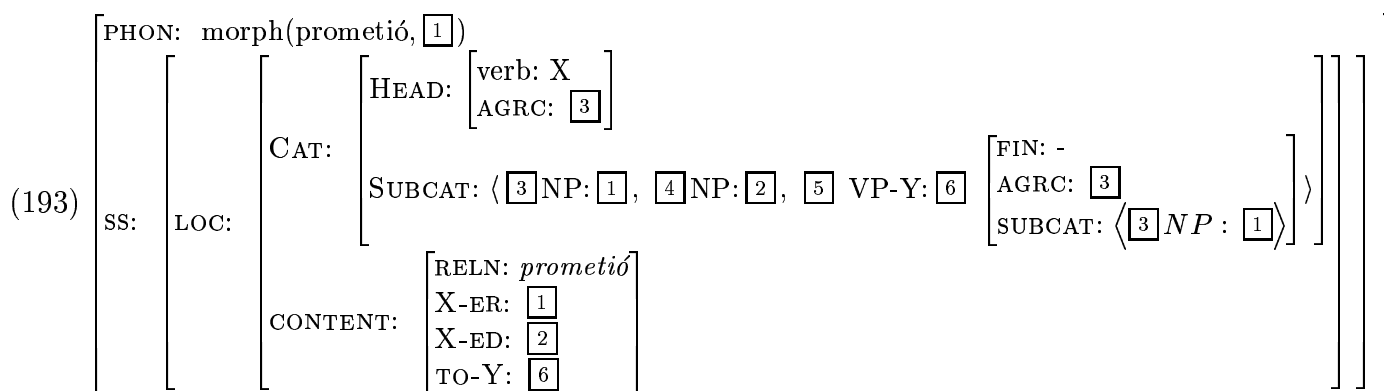 PHON: morph(prometió, 1)
HEAD: verb: X
AGRC: 3
CAT:
SUBCAT: ⟨ 3 NP: 1, 4 NP: 2, 5 VP-Y: 6
FIN: -
AGRC: 3
SUBCAT: ⟨ 3 NP : 1 ⟩
⟩
(193)
SS:
LOC:
CONTENT:
RELN: prometió
X-ER: 1
X-ED: 2
TO-Y: 6